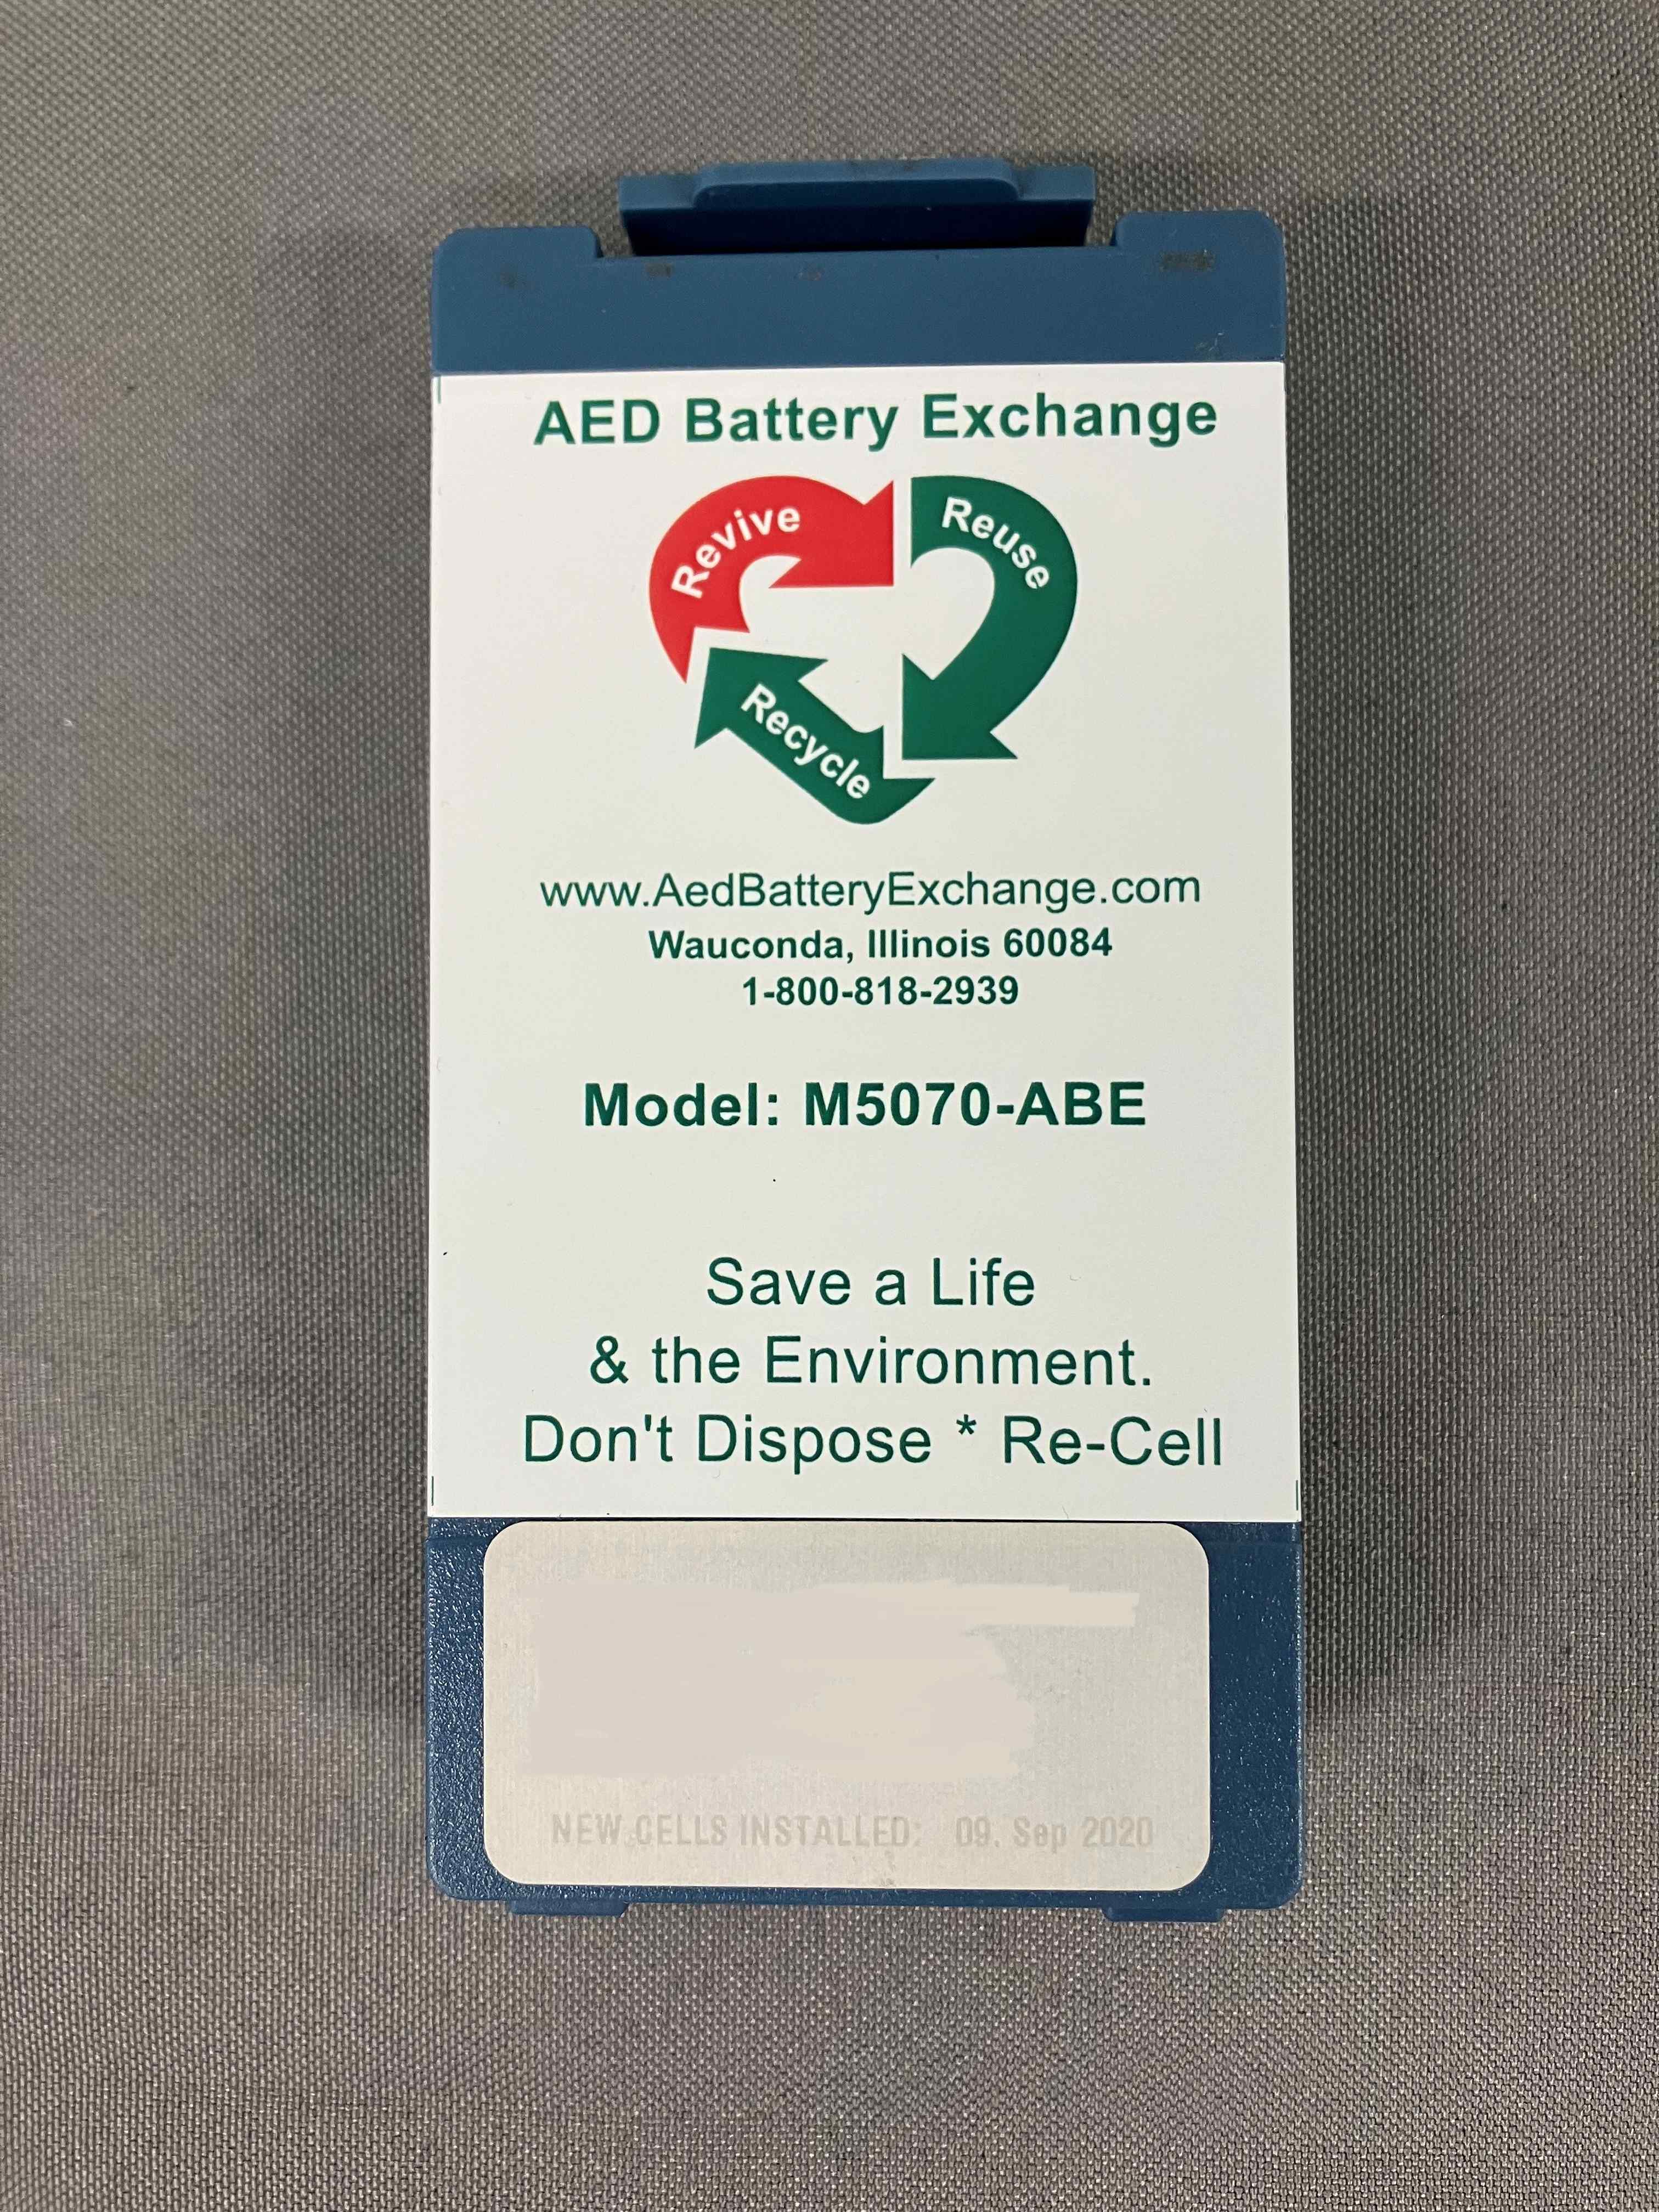 AED Battery Exchange
Revive
Reuse
Recycle
www.AedBatteryExchange.com
Wauconda, Illinois 60084
1-800-818-2939
Model: M5070-ABE
Save a Life
& the Environment.
Don't Dispose * Re-Cell
NEW CELLS INSTALLED: 09. Sep 2020